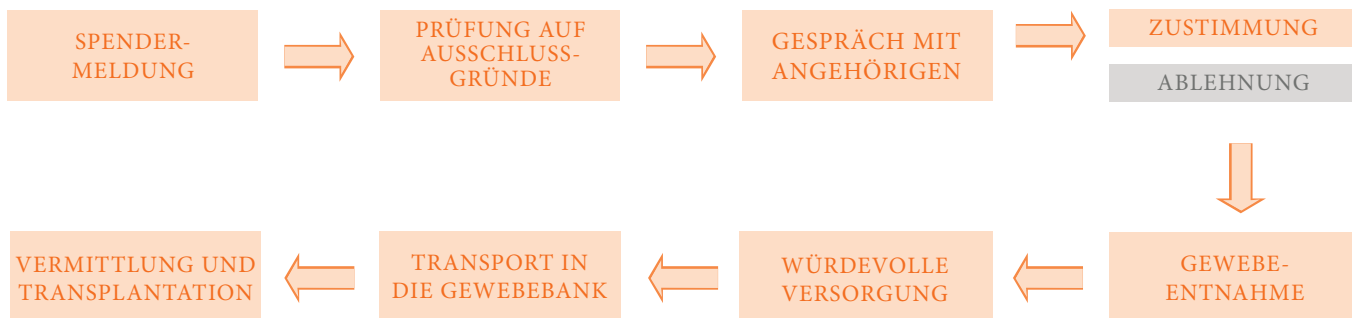 SPENDER-
MELDUNG
PRÜFUNG AUF
AUSSCHLUSS-
GRÜNDE
GESPRÄCH MIT
ANGEHÖRIGEN
ZUSTIMMUNG
ABLEHNUNG
GEWEBE-
ENTNAHME
WÜRDEVOLLE
VERSORGUNG
TRANSPORT IN
DIE GEWEBEBANK
VERMITTLUNG UND
TRANSPLANTATION